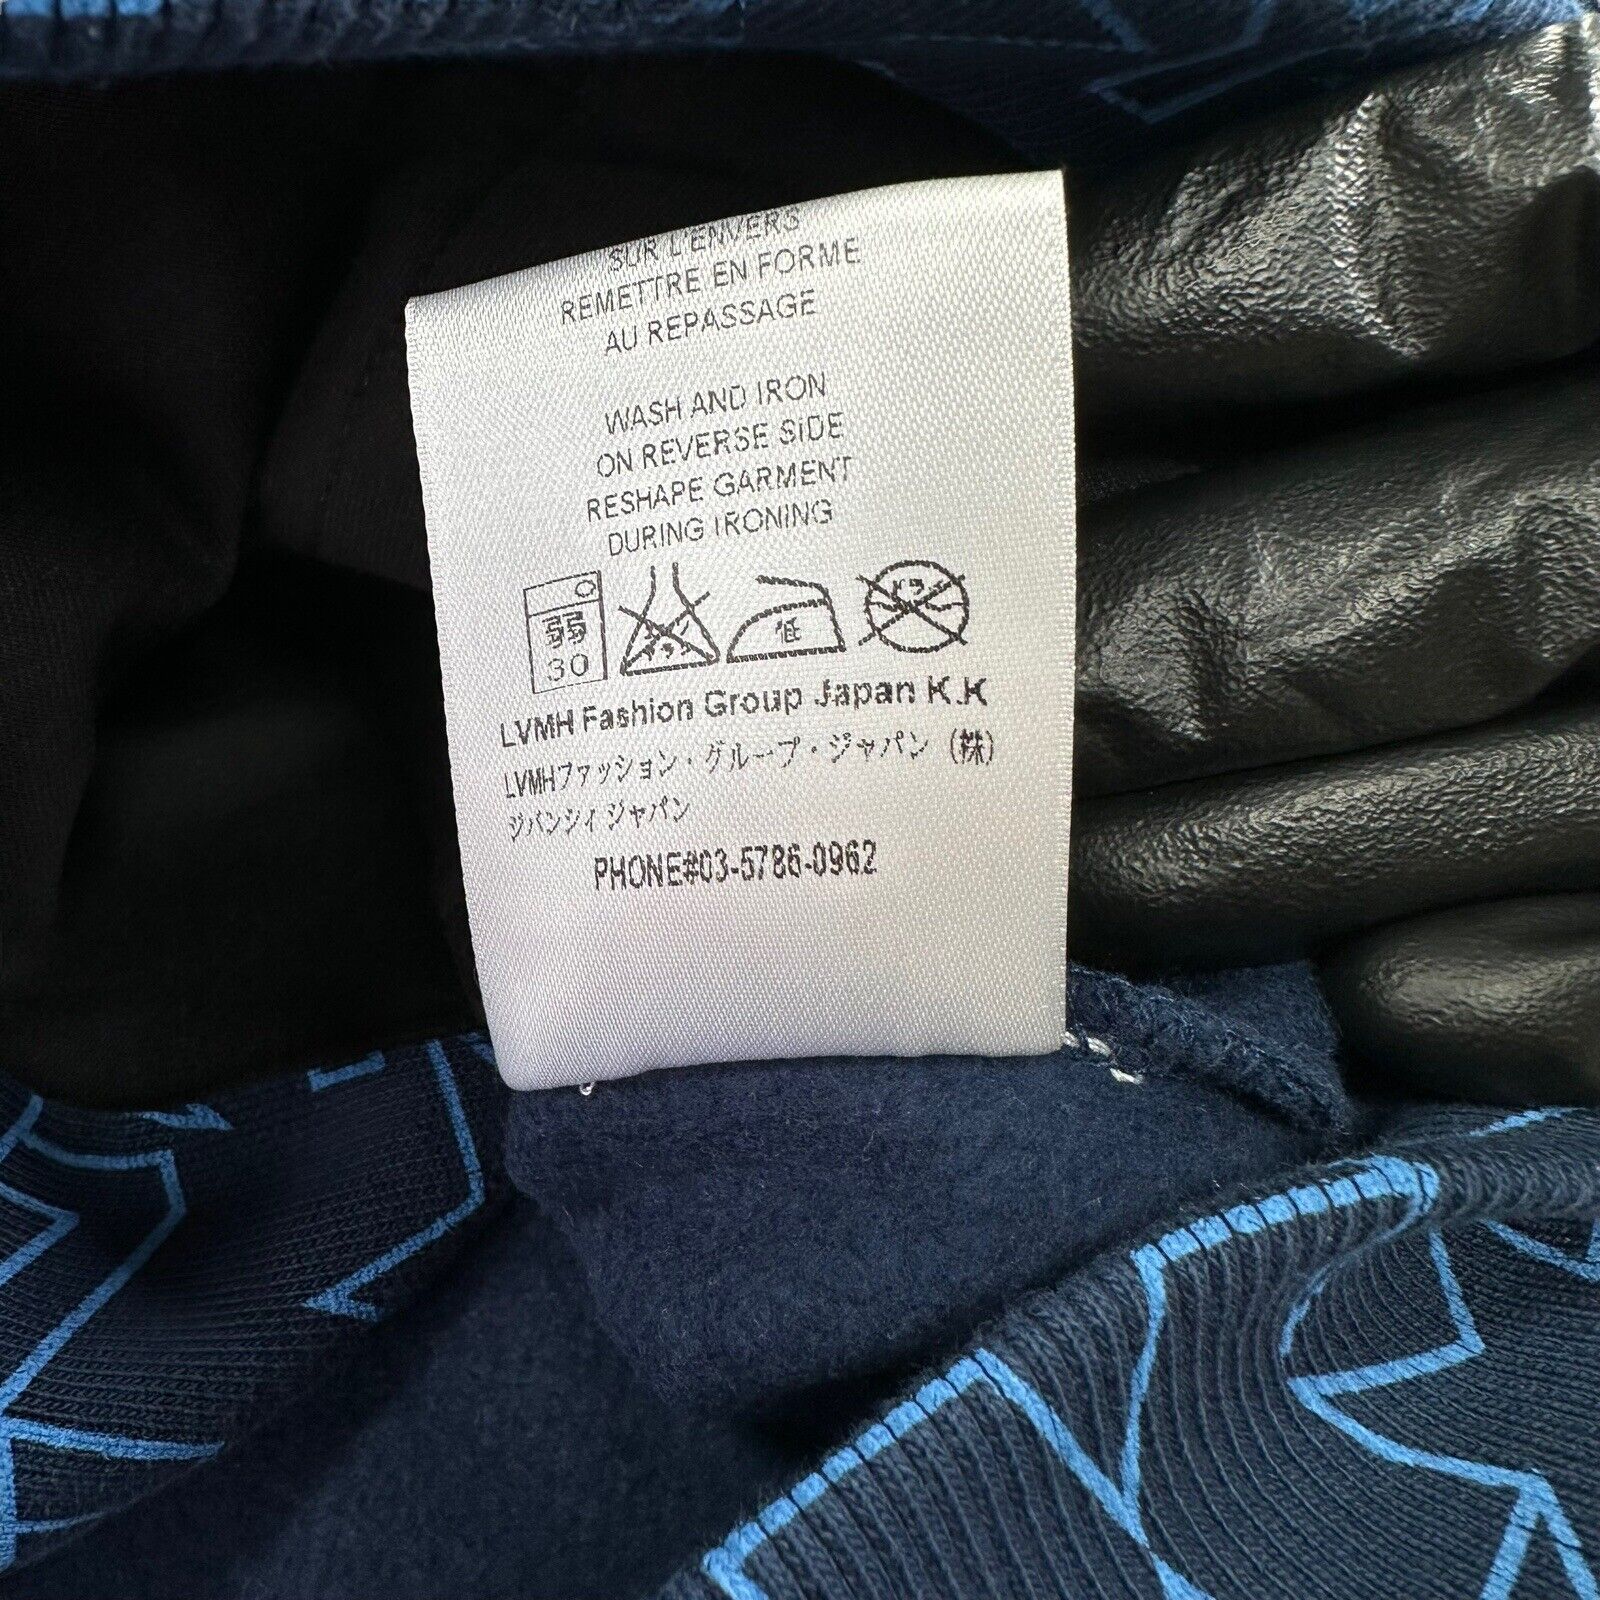 SUR L'ENVERS
REMETTRE EN FORME
AU REPASSAGE
WASH AND IRON
ON REVERSE SIDE
RESHAPE GARMENT
DURING IRONING
弱
30
低
LVMH Fashion Group Japan K.K
LVMHファッション・グループ・ジャパン (株)
ジバンシィ ジャパン
PHONE#03-5786-0962